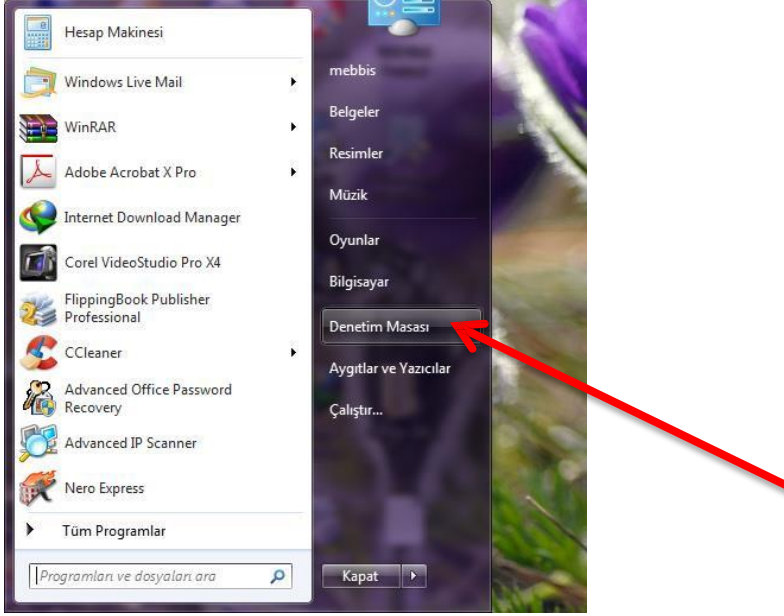 Hesap Makinesi
Windows Live Mail
WinRAR
Adobe Acrobat X Pro
Internet Download Manager
Corel VideoStudio Pro X4
FlippingBook Publisher
Professional
CCleaner
Advanced Office Password
Recovery
Advanced IP Scanner
Nero Express
Tüm Programlar
Programları ve dosyaları ara
mebbis
Belgeler
Resimler
Müzik
Oyunlar
Bilgisayar
Denetim Masası
Aygıtlar ve Yazıcılar
Çalıştır...
Kapat